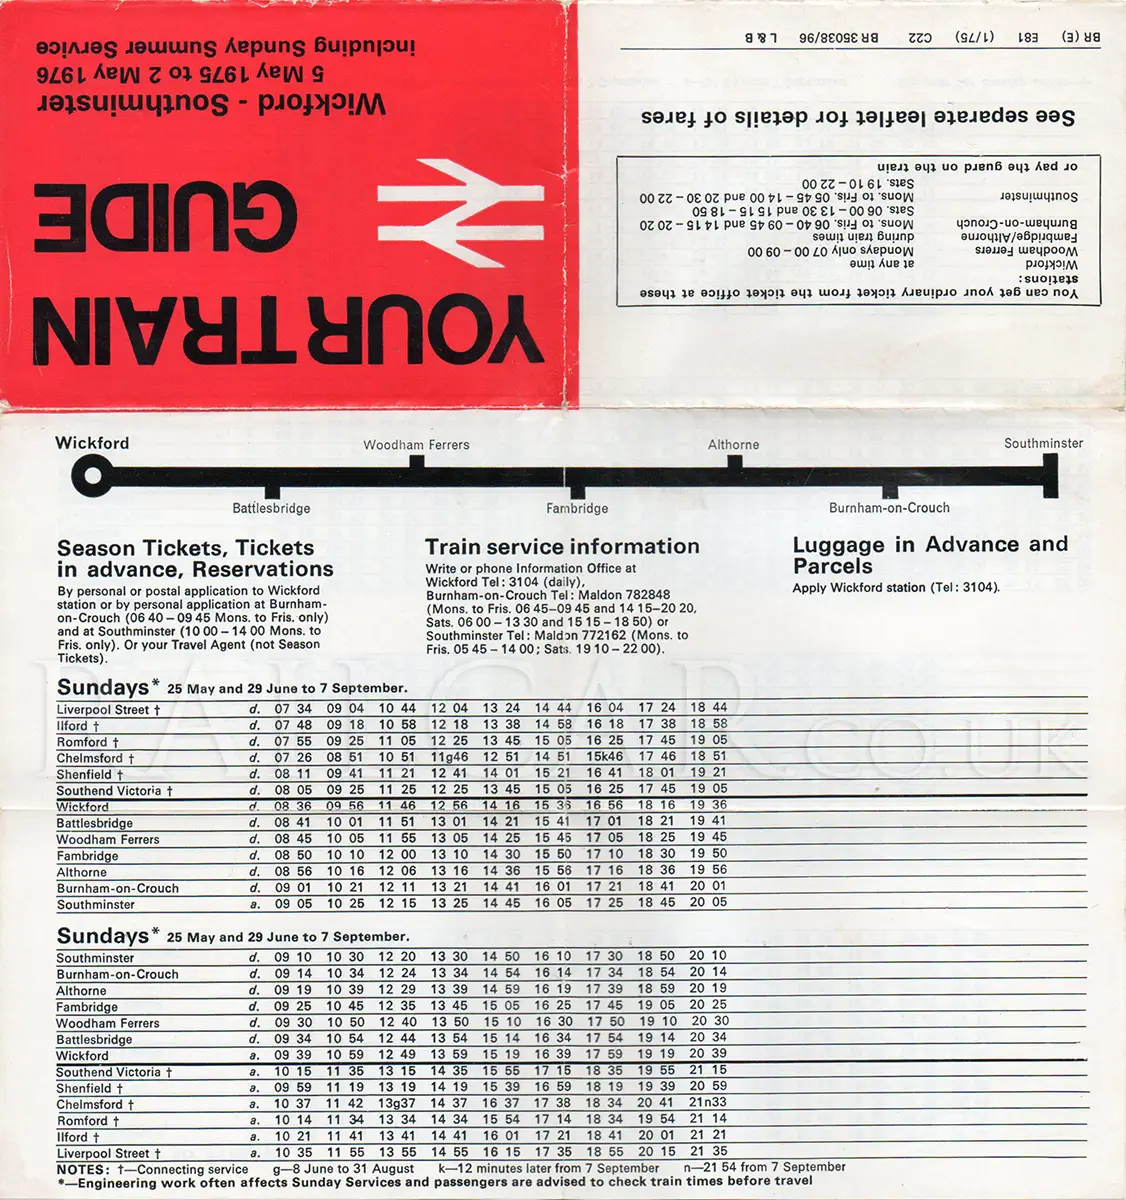 YOUR TRAIN
GUIDE
Wickford - Southminster
5 May 1975 to 2 May 1976
including Sunday Summer Service
You can get your ordinary ticket from the ticket office at these
stations:
Wickford at any time
Woodham Ferrers Mondays only 07 00 – 09 00
Fambridge/Althorne during train times
Burnham-on-Crouch Mons. to Fris. 06 40 – 09 45 and 14 15 – 20 20
Sats. 06 00 – 13 30 and 15 15 – 18 50
Southminster Mons. to Fris. 05 45 – 14 00 and 20 30 – 22 00
Sats. 19 10 – 22 00
or pay the guard on the train
See separate leaflet for details of fares
BR (E) E81 (1/75) C22 BR 35038/96 L & B
Wickford Woodham Ferrers Althorne Southminster
Battlesbridge Fambridge Burnham-on-Crouch
Season Tickets, Tickets
in advance, Reservations
By personal or postal application to Wickford
station or by personal application at Burnham-
on-Crouch (06 40 – 09 45 Mons. to Fris. only)
and at Southminster (10 00 – 14 00 Mons. to
Fris. only). Or your Travel Agent (not Season
Tickets).
Train service information
Write or phone Information Office at
Wickford Tel : 3104 (daily),
Burnham-on-Crouch Tel : Maldon 782848
(Mons. to Fris. 06 45–09 45 and 14 15–20 20,
Sats. 06 00 – 13 30 and 15 15 – 18 50) or
Southminster Tel : Maldon 772162 (Mons. to
Fris. 05 45 – 14 00 ; Sats. 19 10 – 22 00).
Luggage in Advance and
Parcels
Apply Wickford station (Tel : 3104).
Sundays* 25 May and 29 June to 7 September.
Liverpool Street † d. 07 34 09 04 10 44 12 04 13 24 14 44 16 04 17 24 18 44
Ilford † d. 07 48 09 18 10 58 12 18 13 38 14 58 16 18 17 38 18 58
Romford † d. 07 55 09 25 11 05 12 25 13 45 15 05 16 25 17 45 19 05
Chelmsford † d. 07 26 08 51 10 51 11g46 12 51 14 51 15k46 17 46 18 51
Shenfield † d. 08 11 09 41 11 21 12 41 14 01 15 21 16 41 18 01 19 21
Southend Victoria † d. 08 05 09 25 11 25 12 25 13 45 15 05 16 25 17 45 19 05
Wickford d. 08 36 09 56 11 46 12 56 14 16 15 36 16 56 18 16 19 36
Battlesbridge d. 08 41 10 01 11 51 13 01 14 21 15 41 17 01 18 21 19 41
Woodham Ferrers d. 08 45 10 05 11 55 13 05 14 25 15 45 17 05 18 25 19 45
Fambridge d. 08 50 10 10 12 00 13 10 14 30 15 50 17 10 18 30 19 50
Althorne d. 08 56 10 16 12 06 13 16 14 36 15 56 17 16 18 36 19 56
Burnham-on-Crouch d. 09 01 10 21 12 11 13 21 14 41 16 01 17 21 18 41 20 01
Southminster a. 09 05 10 25 12 15 13 25 14 45 16 05 17 25 18 45 20 05
Sundays* 25 May and 29 June to 7 September.
Southminster d. 09 10 10 30 12 20 13 30 14 50 16 10 17 30 18 50 20 10
Burnham-on-Crouch d. 09 14 10 34 12 24 13 34 14 54 16 14 17 34 18 54 20 14
Althorne d. 09 19 10 39 12 29 13 39 14 59 16 19 17 39 18 59 20 19
Fambridge d. 09 25 10 45 12 35 13 45 15 05 16 25 17 45 19 05 20 25
Woodham Ferrers d. 09 30 10 50 12 40 13 50 15 10 16 30 17 50 19 10 20 30
Battlesbridge d. 09 34 10 54 12 44 13 54 15 14 16 34 17 54 19 14 20 34
Wickford a. 09 39 10 59 12 49 13 59 15 19 16 39 17 59 19 19 20 39
Southend Victoria † a. 10 15 11 35 13 15 14 35 15 55 17 15 18 35 19 55 21 15
Shenfield † a. 09 59 11 19 13 19 14 19 15 39 16 59 18 19 19 39 20 59
Chelmsford † a. 10 37 11 42 13g37 14 37 16 37 17 38 18 34 20 41 21n33
Romford † a. 10 14 11 34 13 34 14 34 15 54 17 14 18 34 19 54 21 14
Ilford † a. 10 21 11 41 13 41 14 41 16 01 17 21 18 41 20 01 21 21
Liverpool Street † a. 10 35 11 55 13 55 14 55 16 15 17 35 18 55 20 15 21 35
NOTES: †—Connecting service g—8 June to 31 August k—12 minutes later from 7 September n—21 54 from 7 September
*—Engineering work often affects Sunday Services and passengers are advised to check train times before travel
RAILCAR.CO.UK